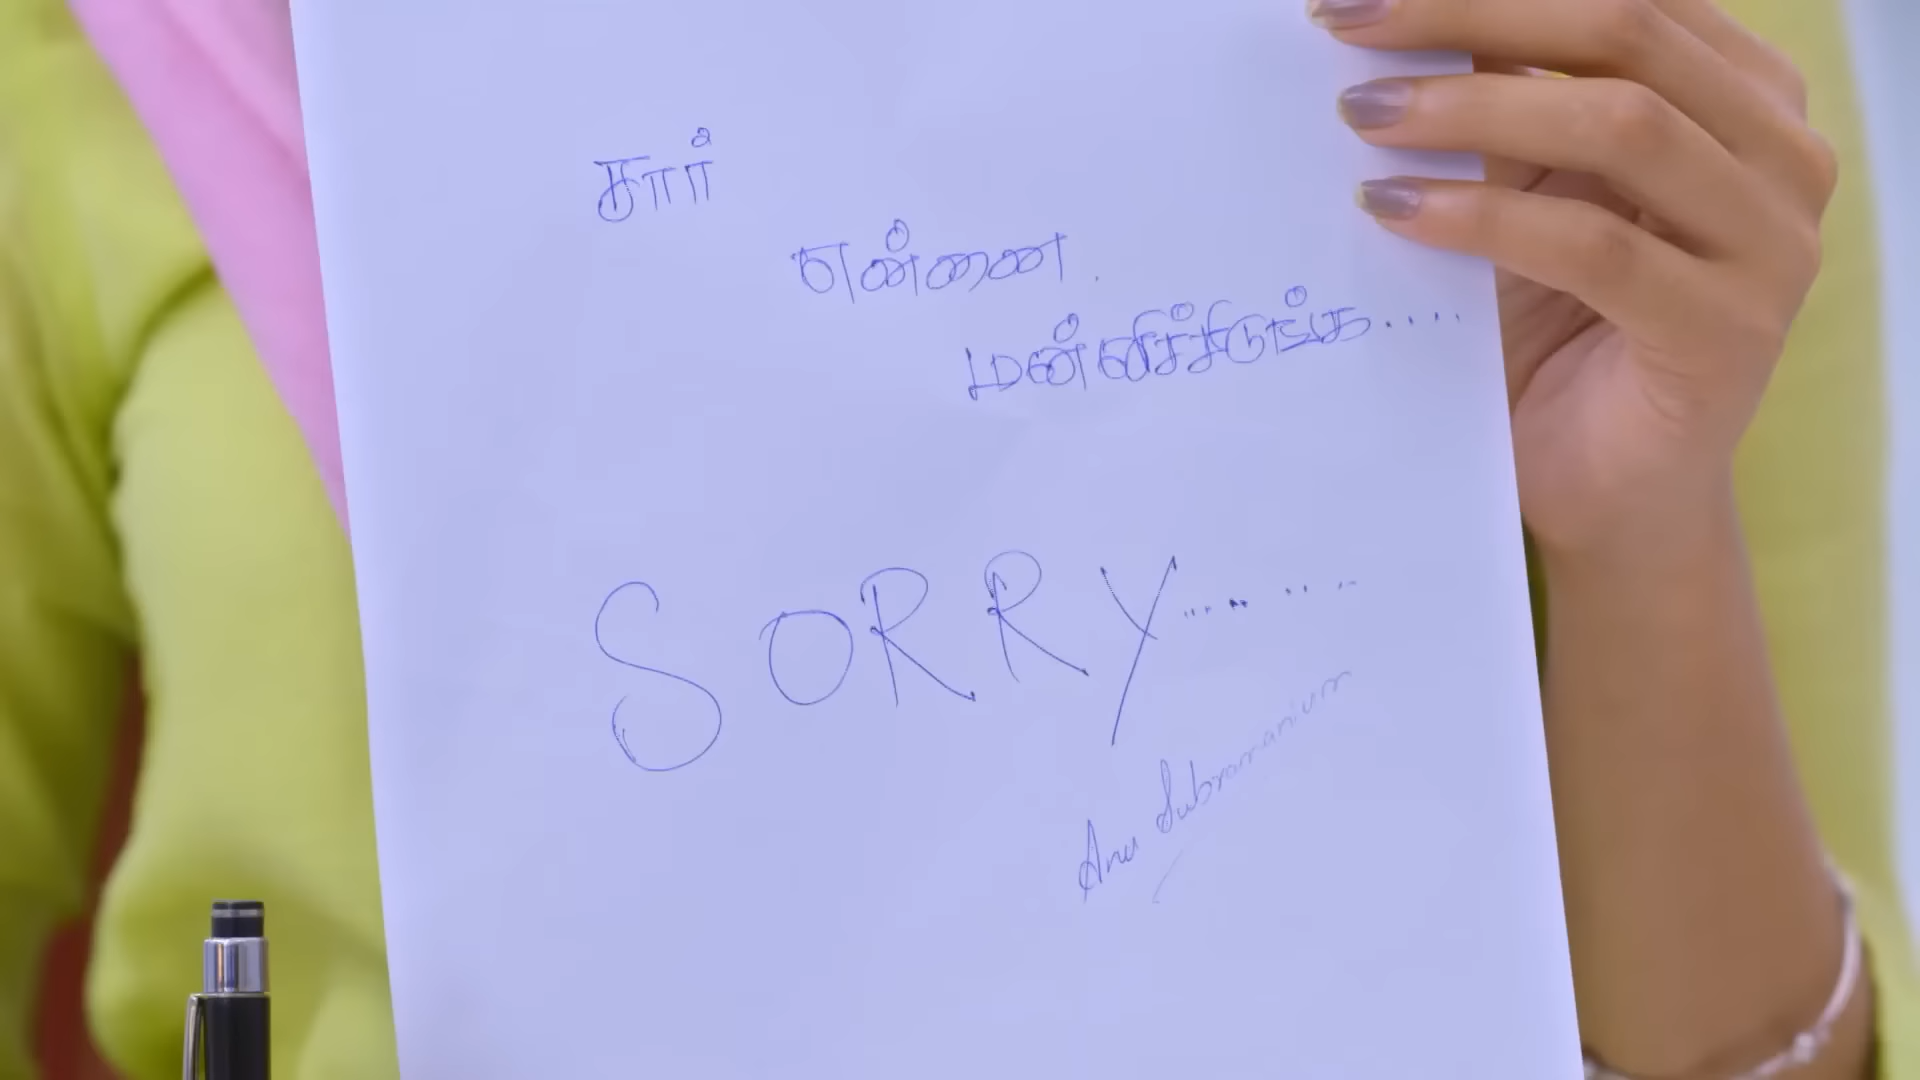 சார்
என்னை.
மன்னிச்சிடுங்க....
SORRY.........
Anu Subramanium